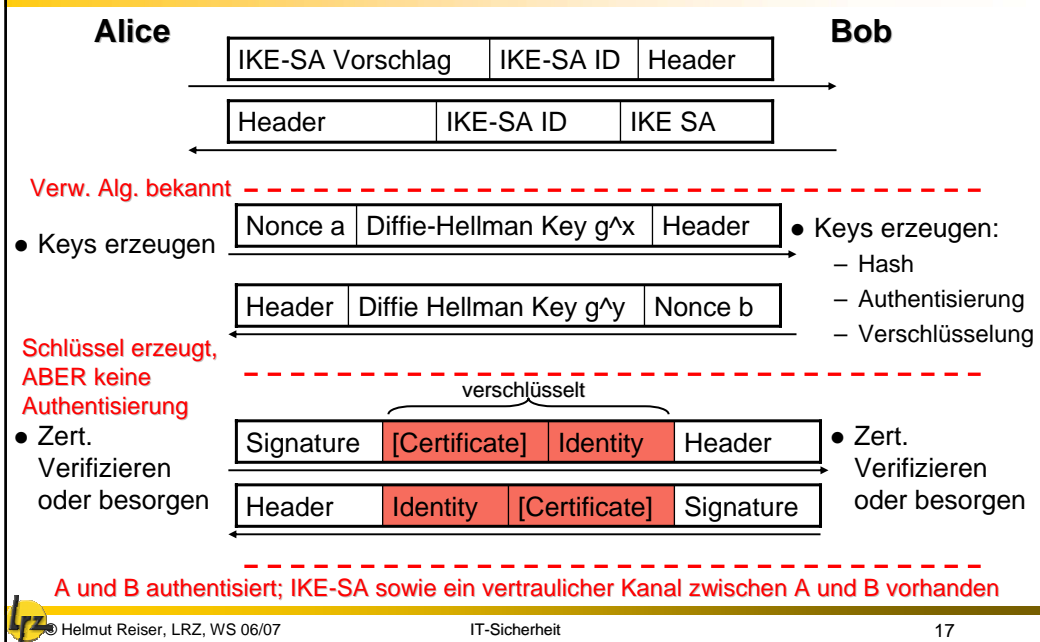 Alice
Bob
IKE-SA Vorschlag IKE-SA ID Header
Header IKE-SA ID IKE SA
Verw. Alg. bekannt
● Keys erzeugen
Nonce a Diffie-Hellman Key g^x Header
● Keys erzeugen:
– Hash
– Authentisierung
– Verschlüsselung
Header Diffie Hellman Key g^y Nonce b
Schlüssel erzeugt,
ABER keine
Authentisierung
verschlüsselt
● Zert.
Verifizieren
oder besorgen
Signature [Certificate] Identity Header
Header Identity [Certificate] Signature
● Zert.
Verifizieren
oder besorgen
A und B authentisiert; IKE-SA sowie ein vertraulicher Kanal zwischen A und B vorhanden
lrz
© Helmut Reiser, LRZ, WS 06/07 IT-Sicherheit 17